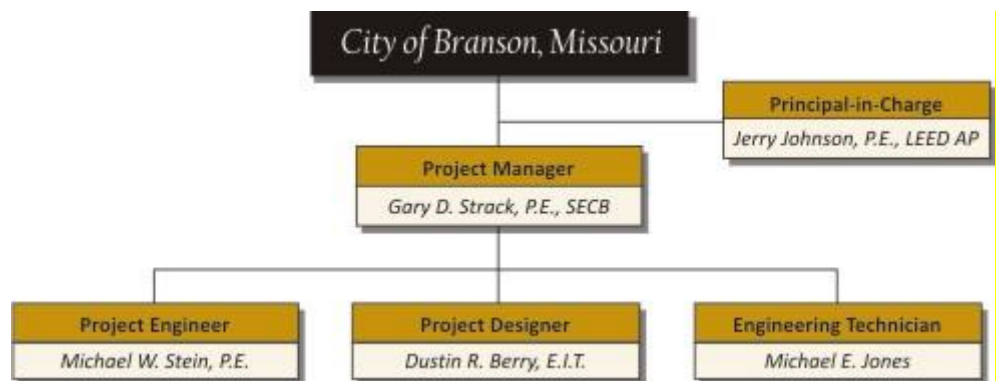 City of Branson, Missouri
Principal-in-Charge
Jerry Johnson, P.E., LEED AP
Project Manager
Gary D. Strack, P.E., SECB
Project Engineer
Michael W. Stein, P.E.
Project Designer
Dustin R. Berry, E.I.T.
Engineering Technician
Michael E. Jones